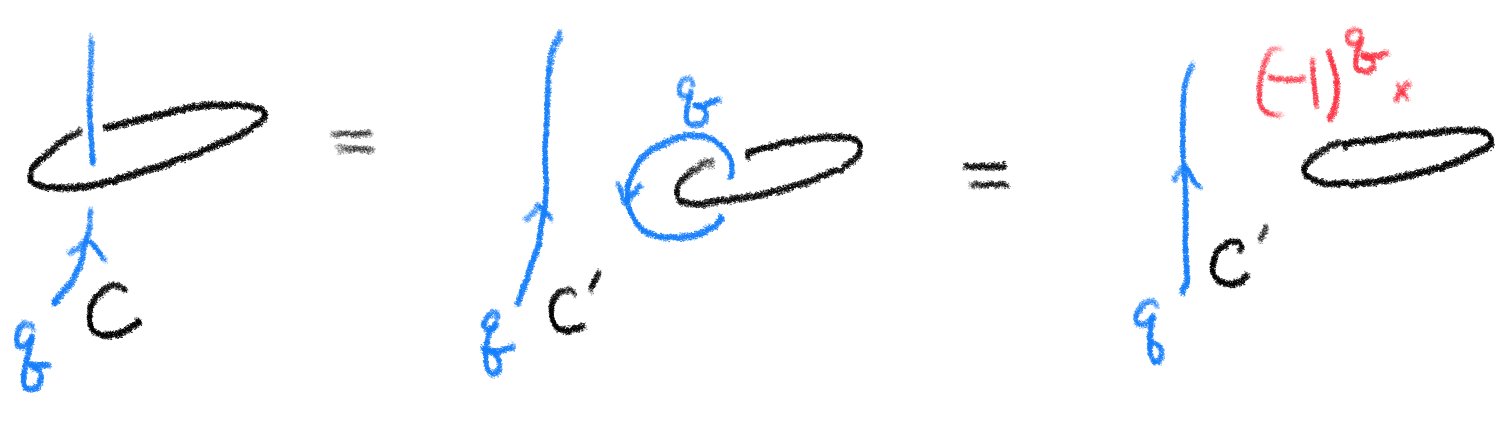 q C = q C' q = q C' (-1)^q ×